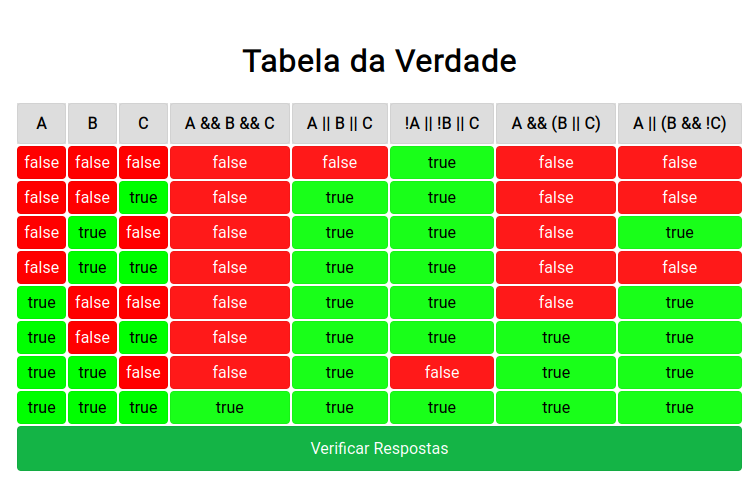 Tabela da Verdade
A B C A && B && C A || B || C !A || !B || C A && (B || C) A || (B && !C)
false false false false false true false false
false false true false true true false false
false true false false true true false true
false true true false true true false false
true false false false true true false true
true false true false true true true true
true true false false true false true true
true true true true true true true true
Verificar Respostas